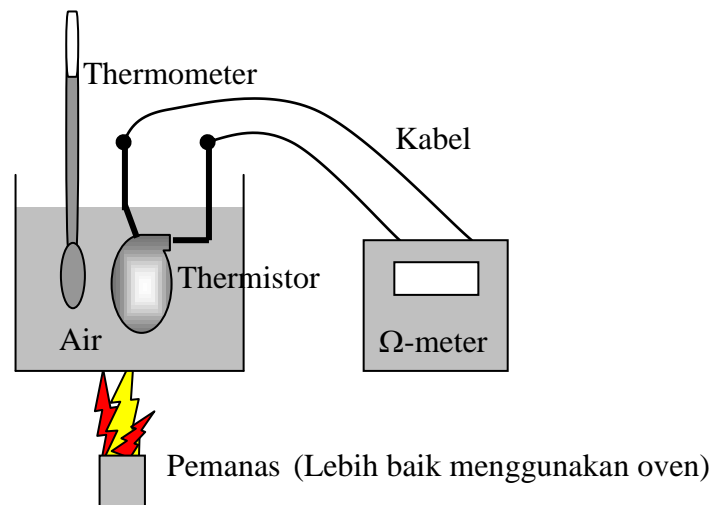 Thermometer
Kabel
Thermistor
Air
Ω-meter
Pemanas (Lebih baik menggunakan oven)